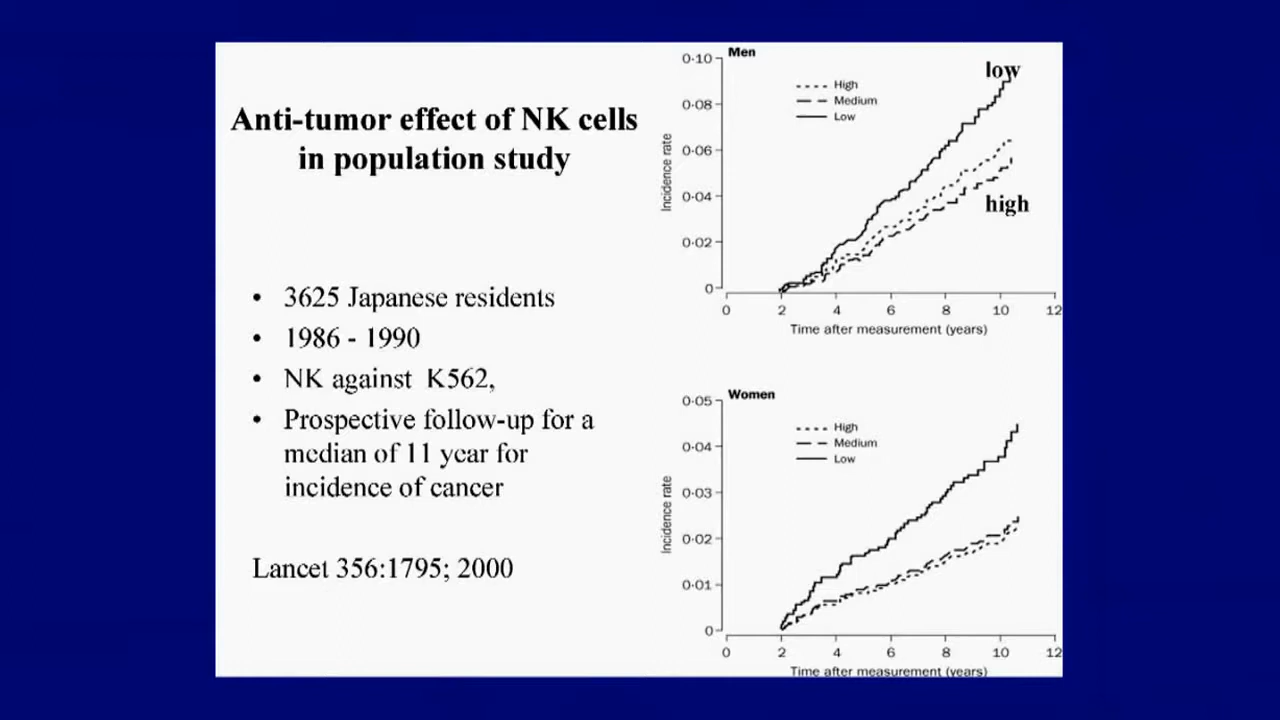 Anti-tumor effect of NK cells
in population study
• 3625 Japanese residents
• 1986 - 1990
• NK against K562,
• Prospective follow-up for a
median of 11 year for
incidence of cancer
Lancet 356:1795; 2000
Men
low
high
High
Medium
Low
Incidence rate
0·10
0·08
0·06
0·04
0·02
0
0 2 4 6 8 10 12
Time after measurement (years)
Women
High
Medium
Low
Incidence rate
0·05
0·04
0·03
0·02
0·01
0
0 2 4 6 8 10 12
Time after measurement (years)